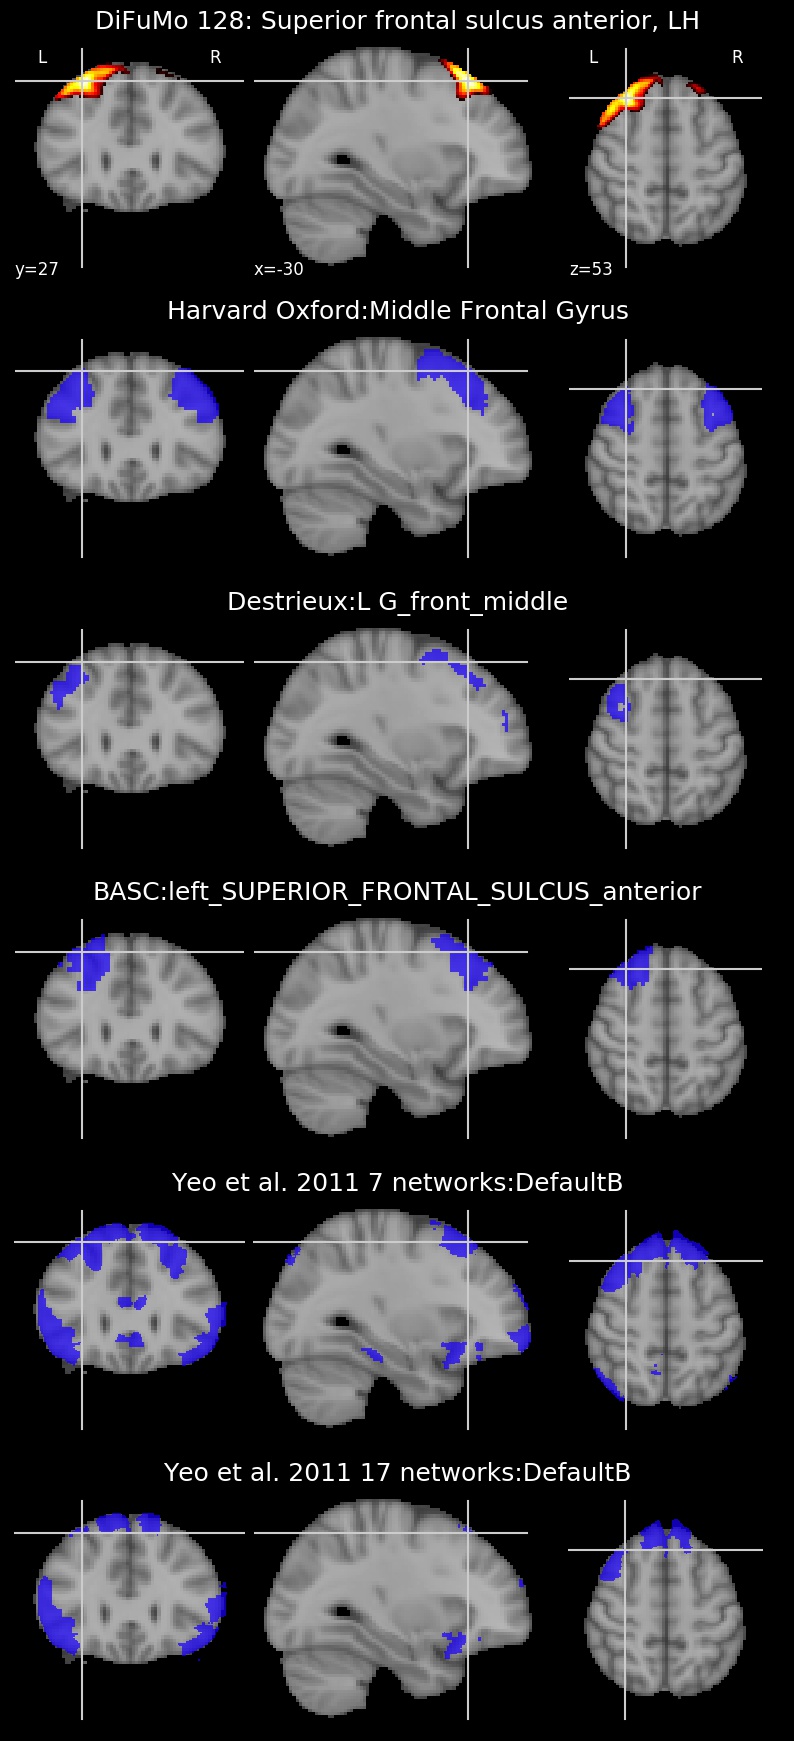 DiFuMo 128: Superior frontal sulcus anterior, LH
L R L R
y=27 x=-30 z=53
Harvard Oxford:Middle Frontal Gyrus
Destrieux:L G_front_middle
BASC:left_SUPERIOR_FRONTAL_SULCUS_anterior
Yeo et al. 2011 7 networks:DefaultB
Yeo et al. 2011 17 networks:DefaultB